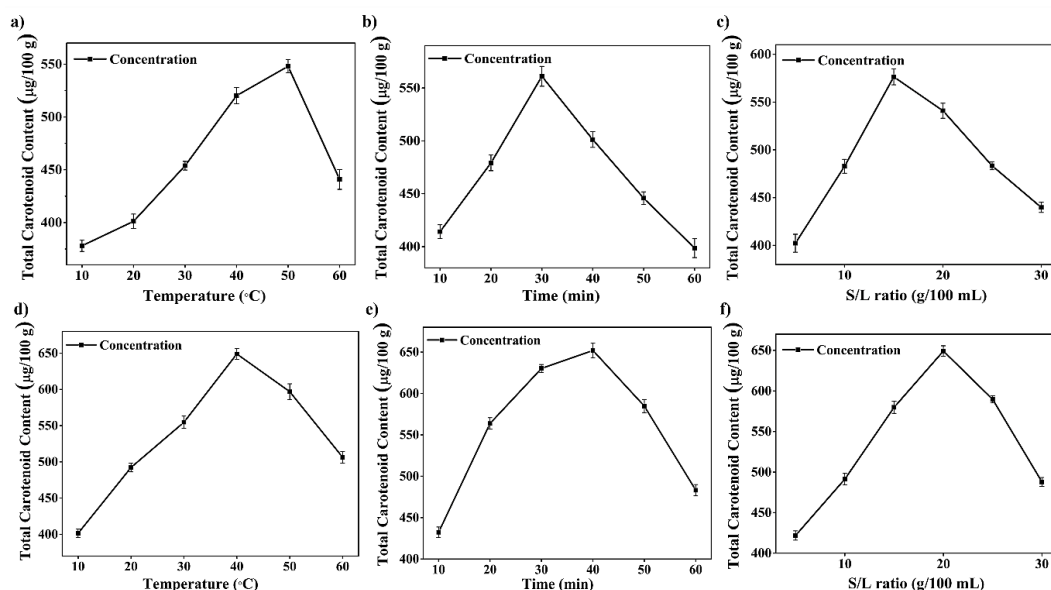 a)
Total Carotenoid Content (μg/100 g)
Concentration
550
500
450
400
10 20 30 40 50 60
Temperature (°C)
b)
Total Carotenoid Content (μg/100 g)
Concentration
550
500
450
400
10 20 30 40 50 60
Time (min)
c)
Total Carotenoid Content (μg/100 g)
Concentration
600
550
500
450
400
10 20 30
S/L ratio (g/100 mL)
d)
Total Carotenoid Content (μg/100 g)
Concentration
650
600
550
500
450
400
10 20 30 40 50 60
Temperature (°C)
e)
Total Carotenoid Content (μg/100 g)
Concentration
650
600
550
500
450
400
10 20 30 40 50 60
Time (min)
f)
Total Carotenoid Content (μg/100 g)
Concentration
650
600
550
500
450
400
10 20 30
S/L ratio (g/100 mL)